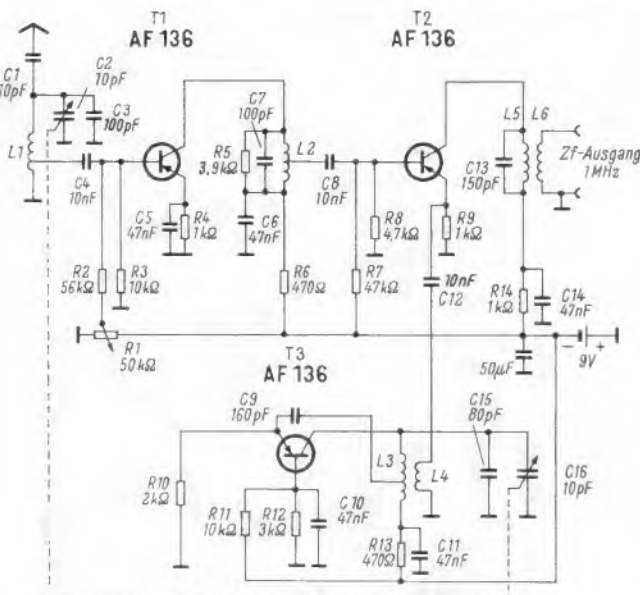 T1
AF 136
T2
AF 136
C1
C2
10pF
C3
100pF
L1
C4
10nF
C5
47nF
R4
1kΩ
R2
56kΩ
R3
10kΩ
R1
50kΩ
C7
100pF
R5
3,9kΩ
L2
C6
47nF
R6
470Ω
C8
10nF
R8
4,7kΩ
R7
47kΩ
R9
1kΩ
10nF
C12
C13
150pF
L5
L6
Zf-Ausgang
1MHz
R14
1kΩ
C14
47nF
50µF
− +
9V
T3
AF 136
C9
160pF
R10
2kΩ
R11
10kΩ
R12
3kΩ
C10
47nF
L3
L4
R13
470Ω
C11
47nF
C15
80pF
C16
10pF